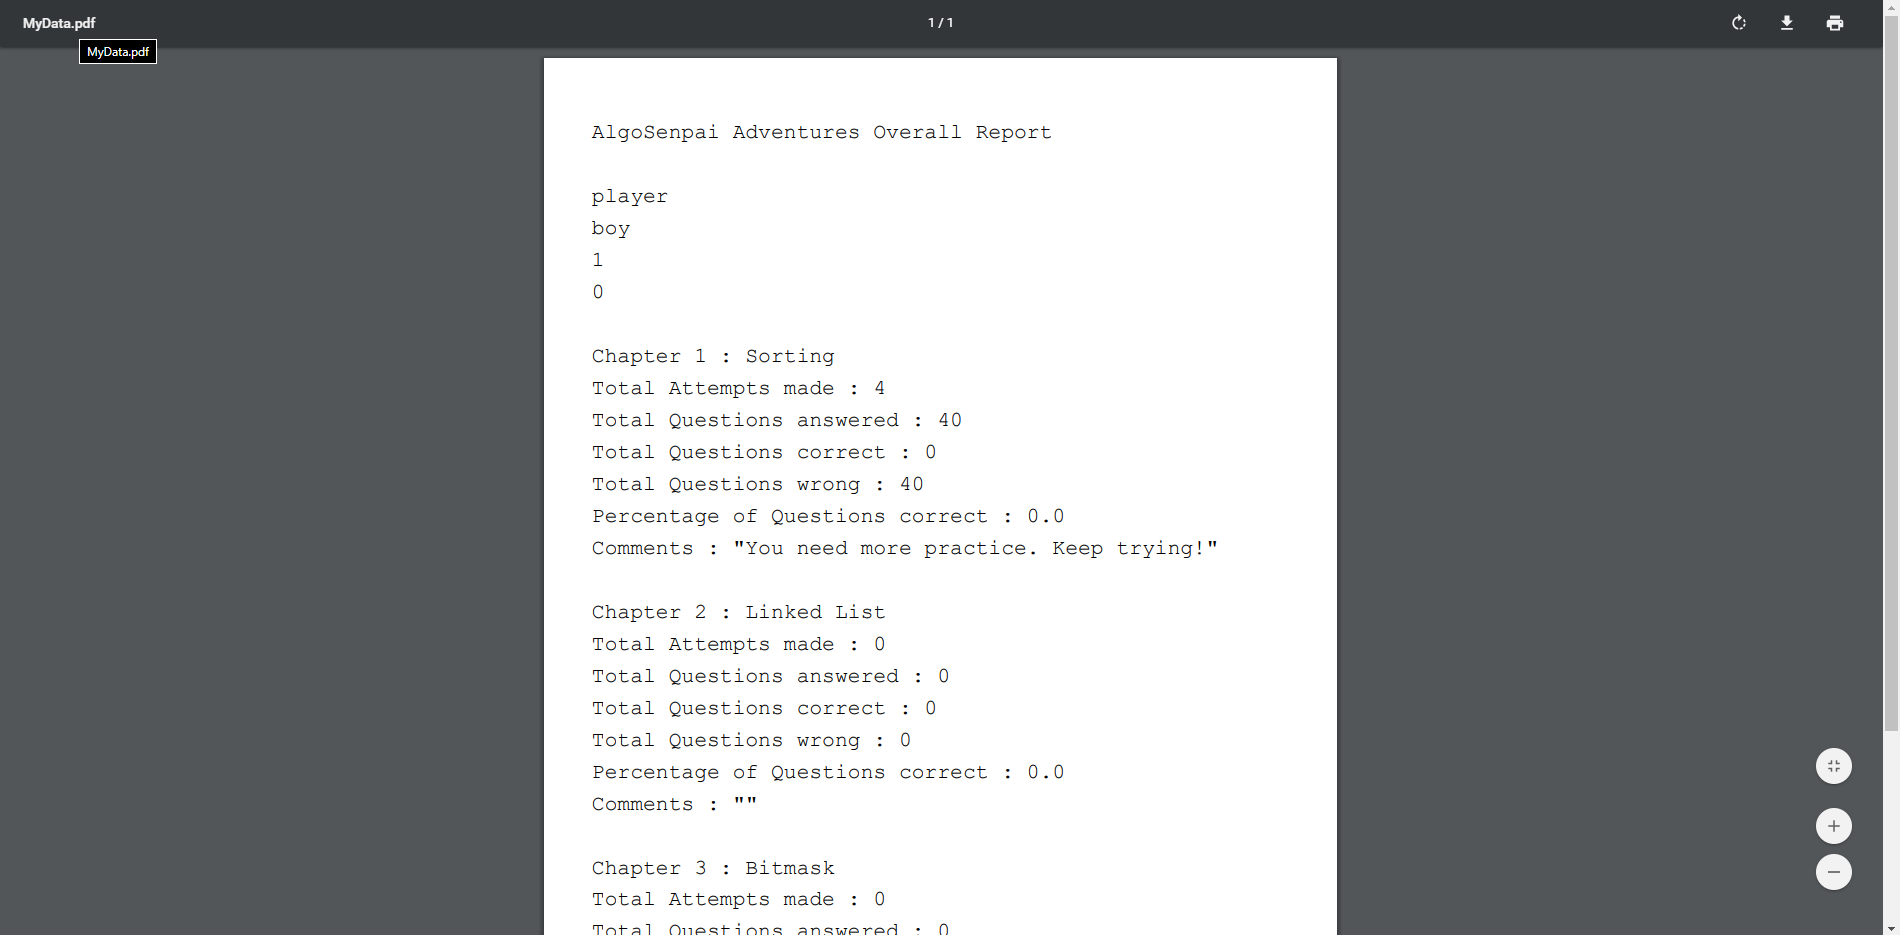 MyData.pdf
1 / 1
MyData.pdf
AlgoSenpai Adventures Overall Report
player
boy
1
0
Chapter 1 : Sorting
Total Attempts made : 4
Total Questions answered : 40
Total Questions correct : 0
Total Questions wrong : 40
Percentage of Questions correct : 0.0
Comments : "You need more practice. Keep trying!"
Chapter 2 : Linked List
Total Attempts made : 0
Total Questions answered : 0
Total Questions correct : 0
Total Questions wrong : 0
Percentage of Questions correct : 0.0
Comments : ""
Chapter 3 : Bitmask
Total Attempts made : 0
Total Questions answered : 0